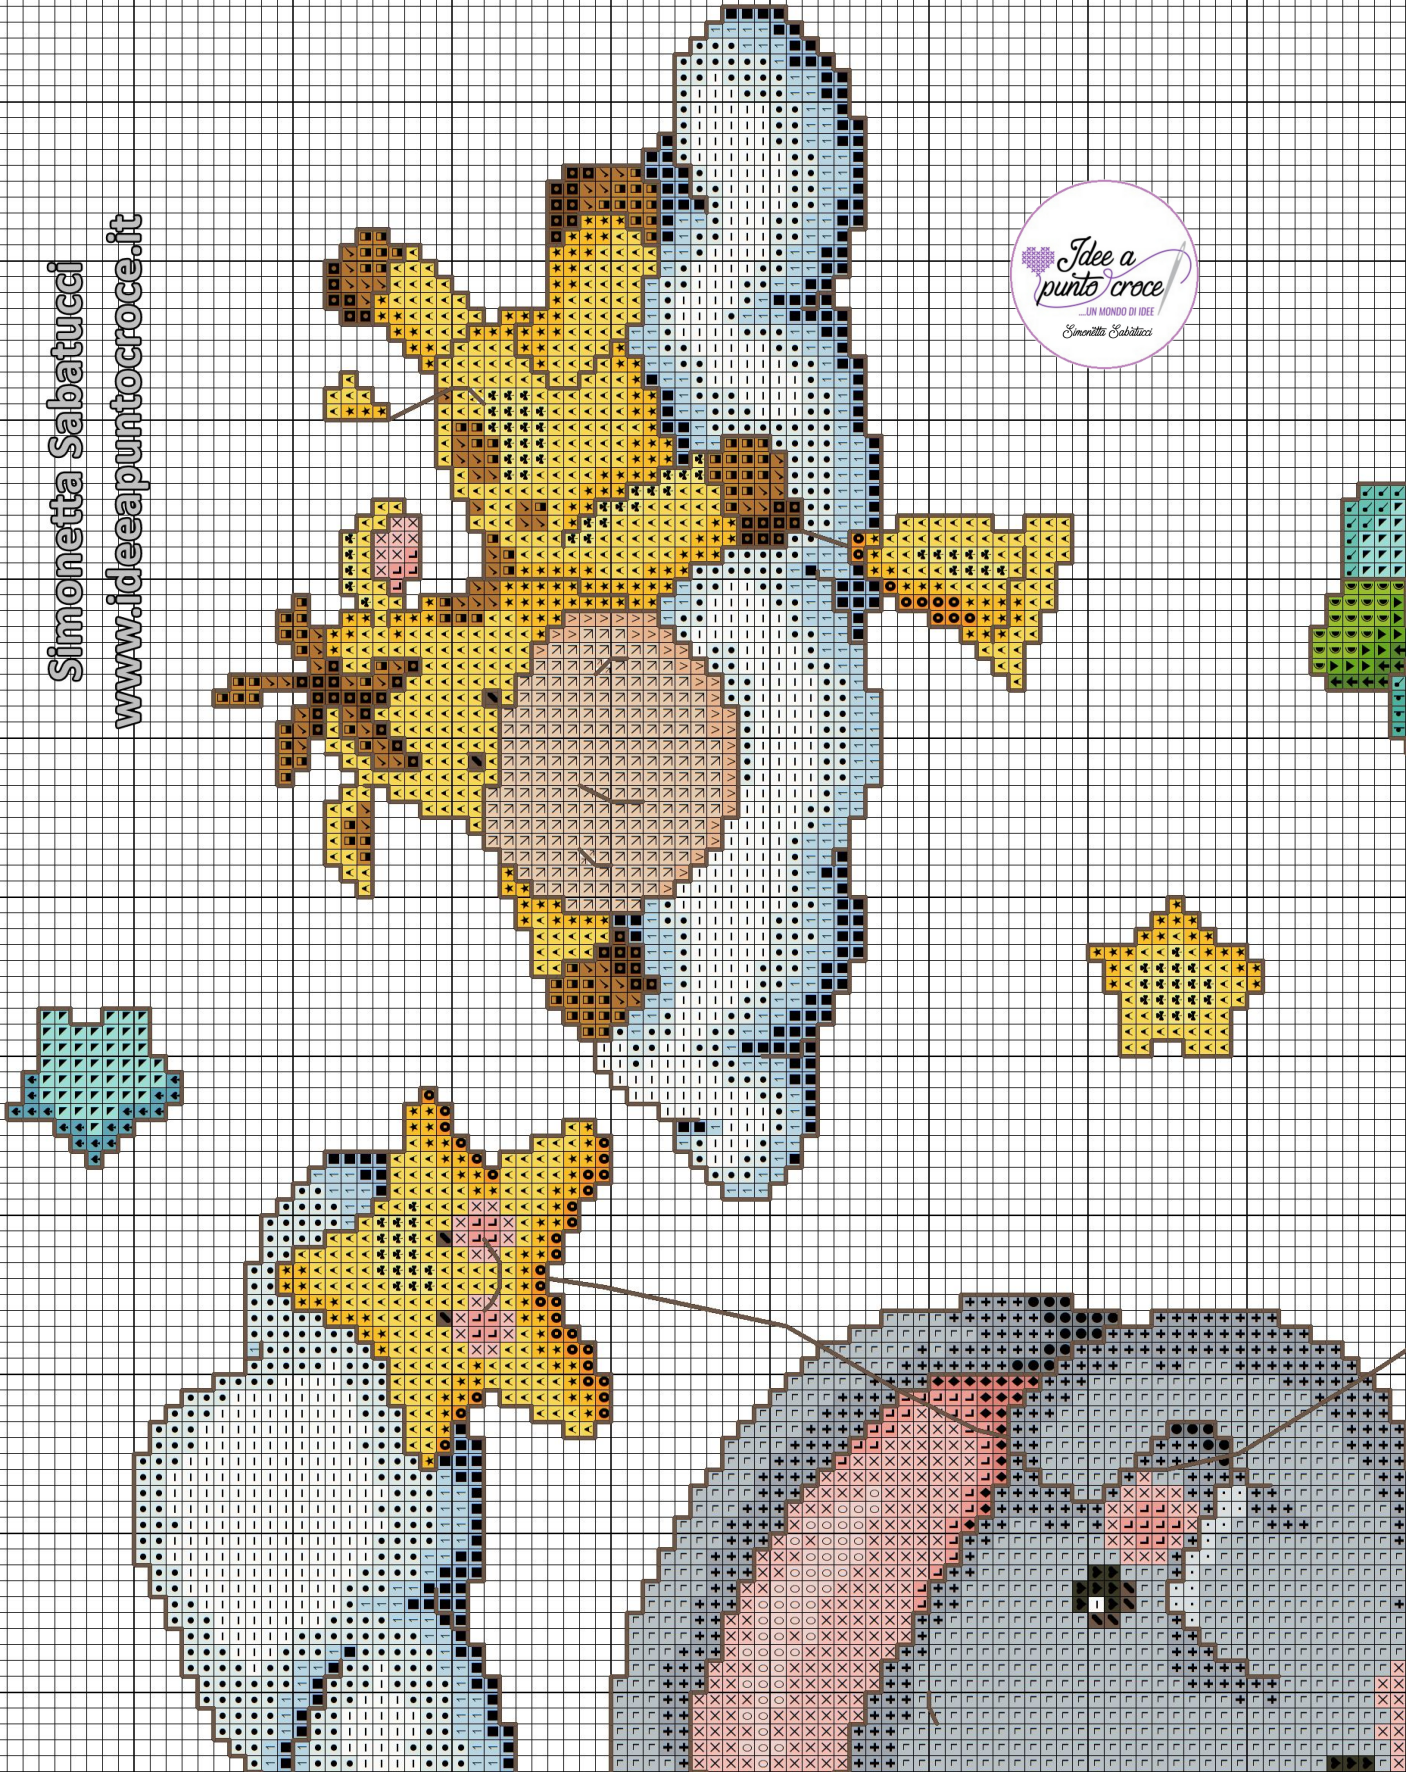 Simonetta Sabatucci
www.ideeapuntocroce.it
Idee a
punto croce
...UN MONDO DI IDEE
Simonetta Sabatucci